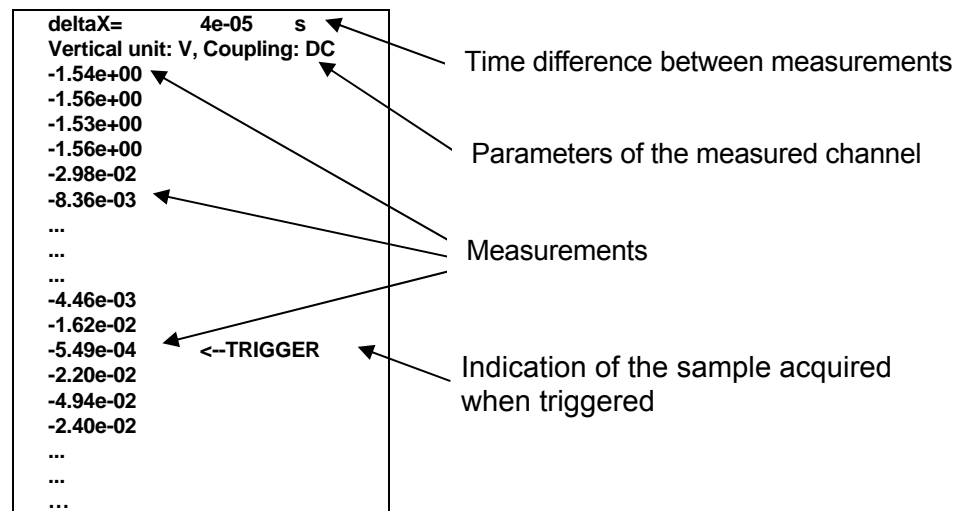 deltaX= 4e-05 s
Vertical unit: V, Coupling: DC
-1.54e+00
-1.56e+00
-1.53e+00
-1.56e+00
-2.98e-02
-8.36e-03
...
...
...
-4.46e-03
-1.62e-02
-5.49e-04 <--TRIGGER
-2.20e-02
-4.94e-02
-2.40e-02
...
...
...
Time difference between measurements
Parameters of the measured channel
Measurements
Indication of the sample acquired
when triggered